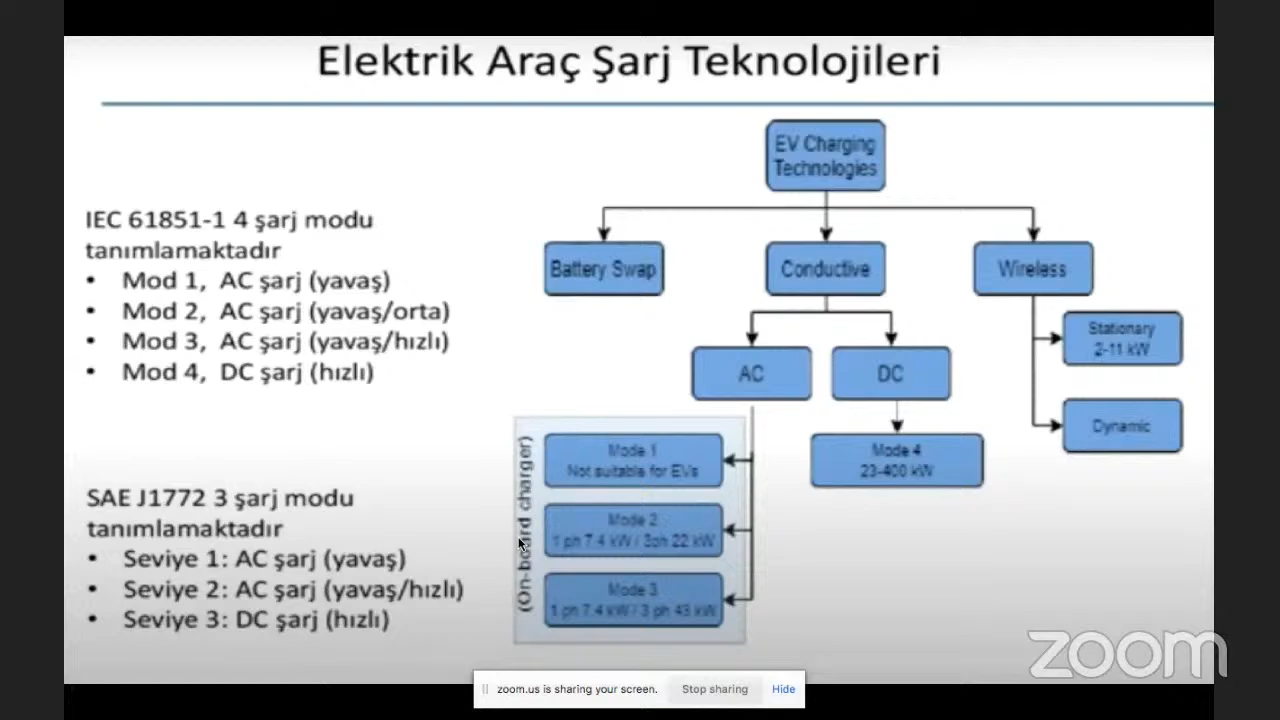 Elektrik Araç Şarj Teknolojileri
IEC 61851-1 4 şarj modu
tanımlamaktadır
• Mod 1, AC şarj (yavaş)
• Mod 2, AC şarj (yavaş/orta)
• Mod 3, AC şarj (yavaş/hızlı)
• Mod 4, DC şarj (hızlı)
SAE J1772 3 şarj modu
tanımlamaktadır
• Seviye 1: AC şarj (yavaş)
• Seviye 2: AC şarj (yavaş/hızlı)
• Seviye 3: DC şarj (hızlı)
EV Charging
Technologies
Battery Swap
Conductive
Wireless
Stationary
2-11 kW
Dynamic
AC
DC
Mode 4
23-400 kW
(On-board charger)
Mode 1
Not suitable for EVs
Mode 2
1 ph 7.4 kW / 3ph 22 kW
Mode 3
1 ph 7.4 kW / 3 ph 43 kW
zoom
zoom.us is sharing your screen.
Stop sharing
Hide